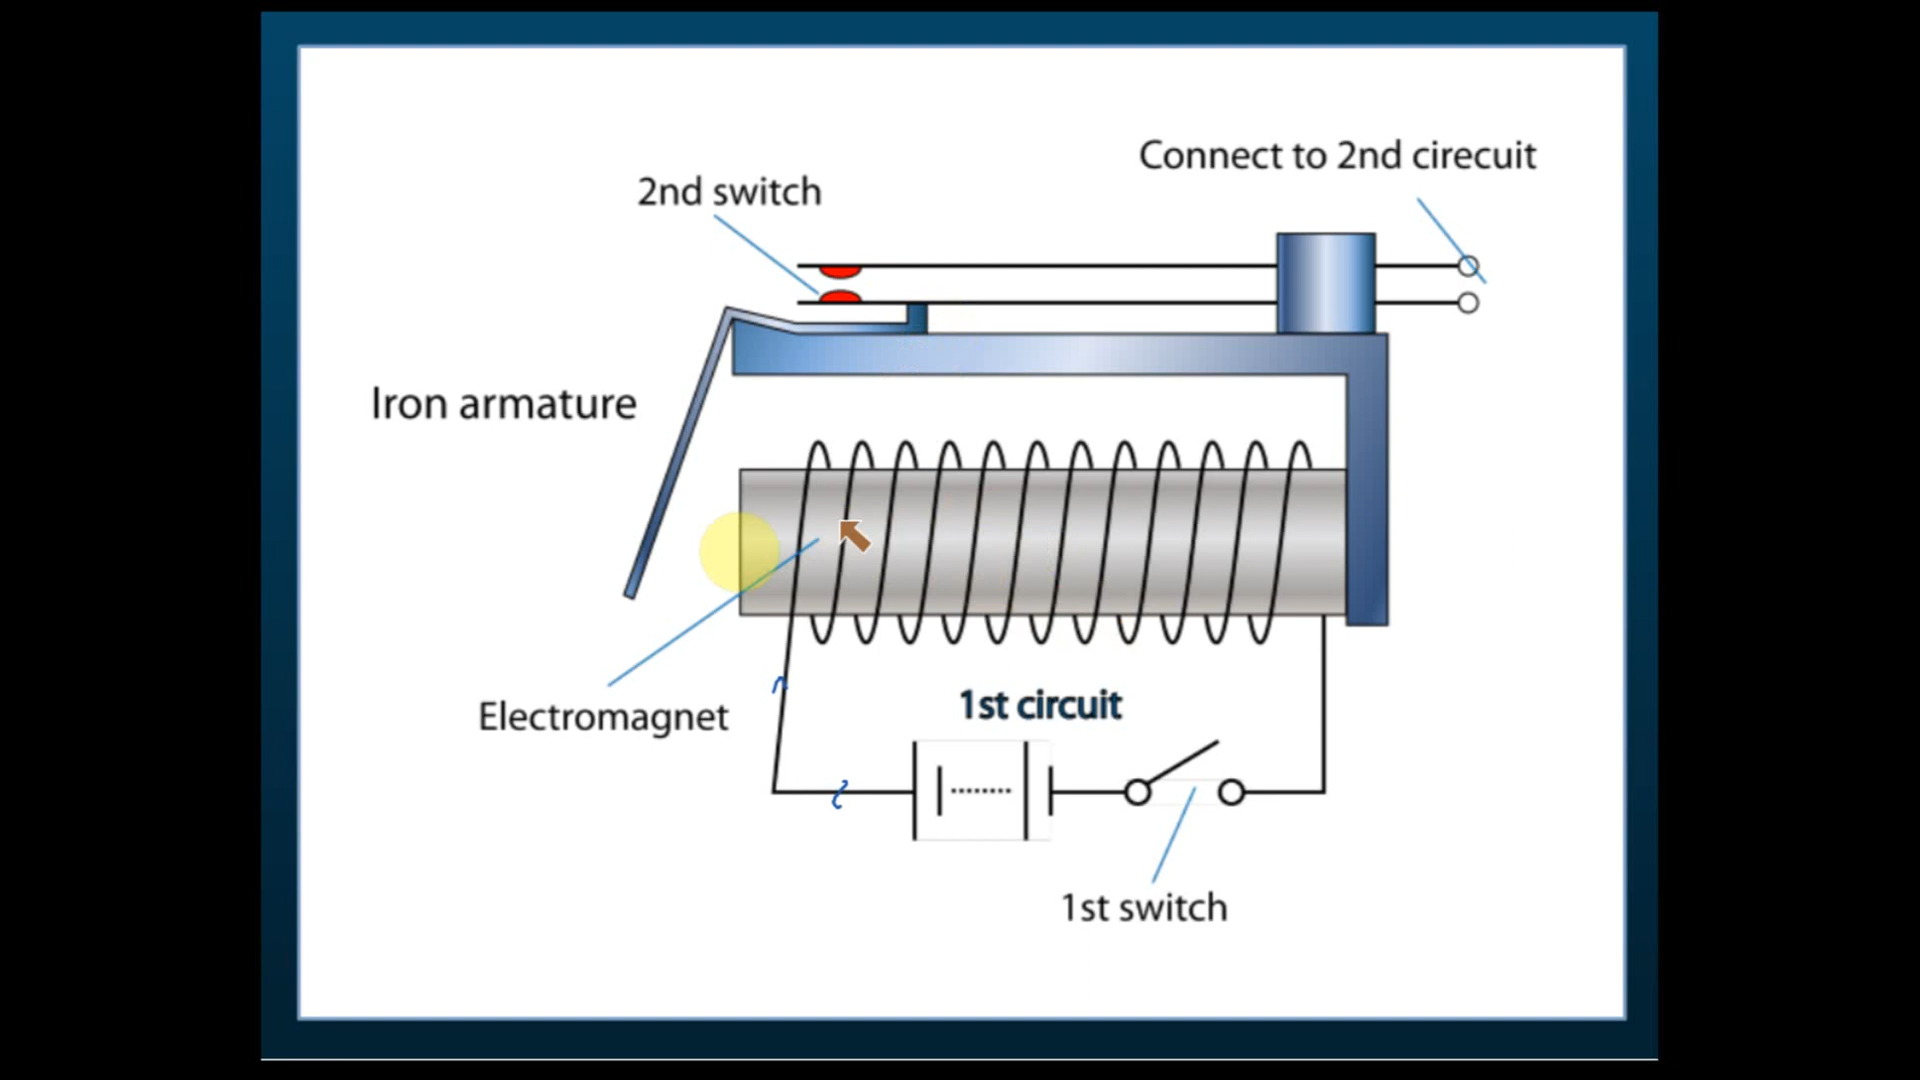 Connect to 2nd cirecuit
2nd switch
Iron armature
1st circuit
Electromagnet
1st switch